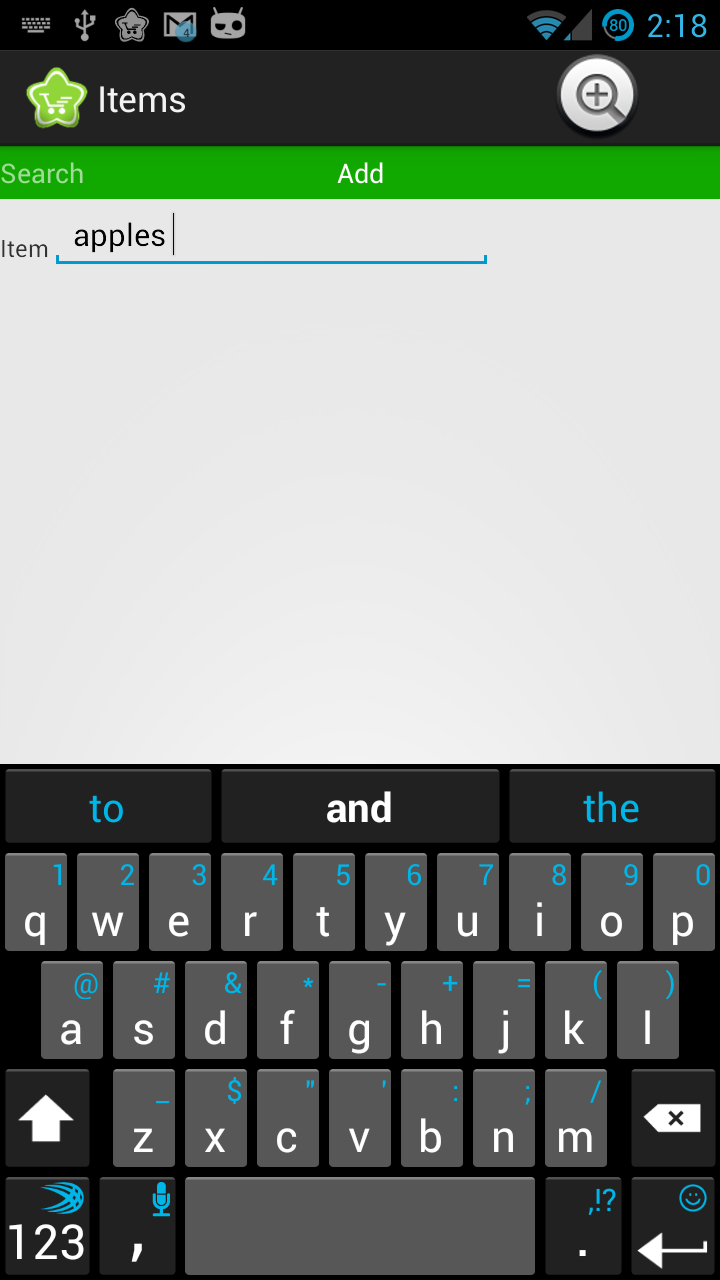 4 80 2:18
Items
Search Add
Item apples
to and the
1 2 3 4 5 6 7 8 9 0
q w e r t y u i o p
@ # & * - + = ( )
a s d f g h j k l
_ $ " ' : ; /
z x c v b n m
,!?
123 , .